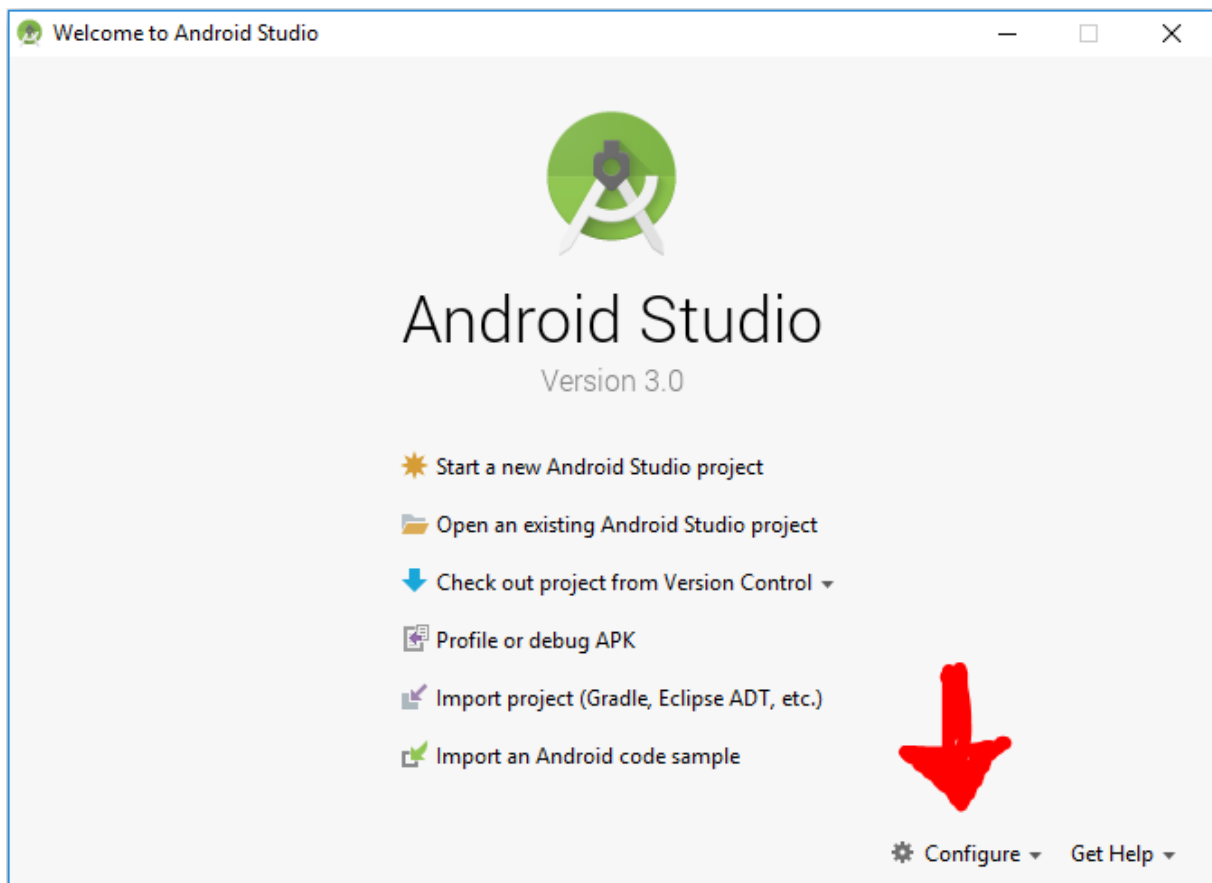 Welcome to Android Studio
Android Studio
Version 3.0
Start a new Android Studio project
Open an existing Android Studio project
Check out project from Version Control
Profile or debug APK
Import project (Gradle, Eclipse ADT, etc.)
Import an Android code sample
Configure Get Help